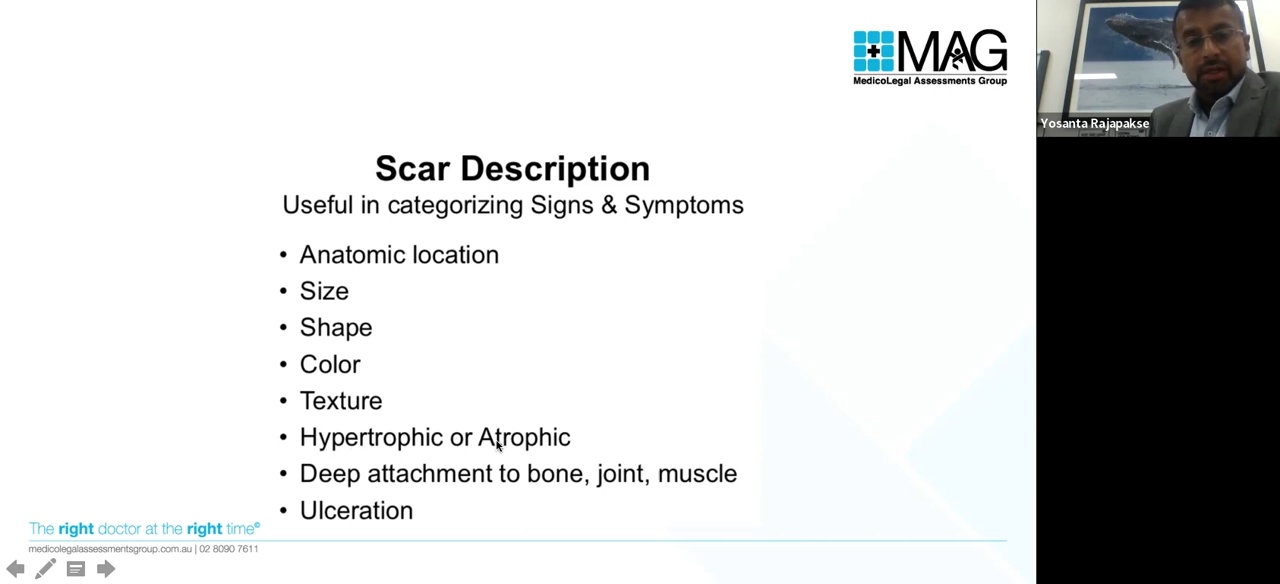 MAG
MedicoLegal Assessments Group
Yosanta Rajapakse
Scar Description
Useful in categorizing Signs & Symptoms
• Anatomic location
• Size
• Shape
• Color
• Texture
• Hypertrophic or Atrophic
• Deep attachment to bone, joint, muscle
• Ulceration
The right doctor at the right time©
medicolegalassessmentsgroup.com.au | 02 8090 7611